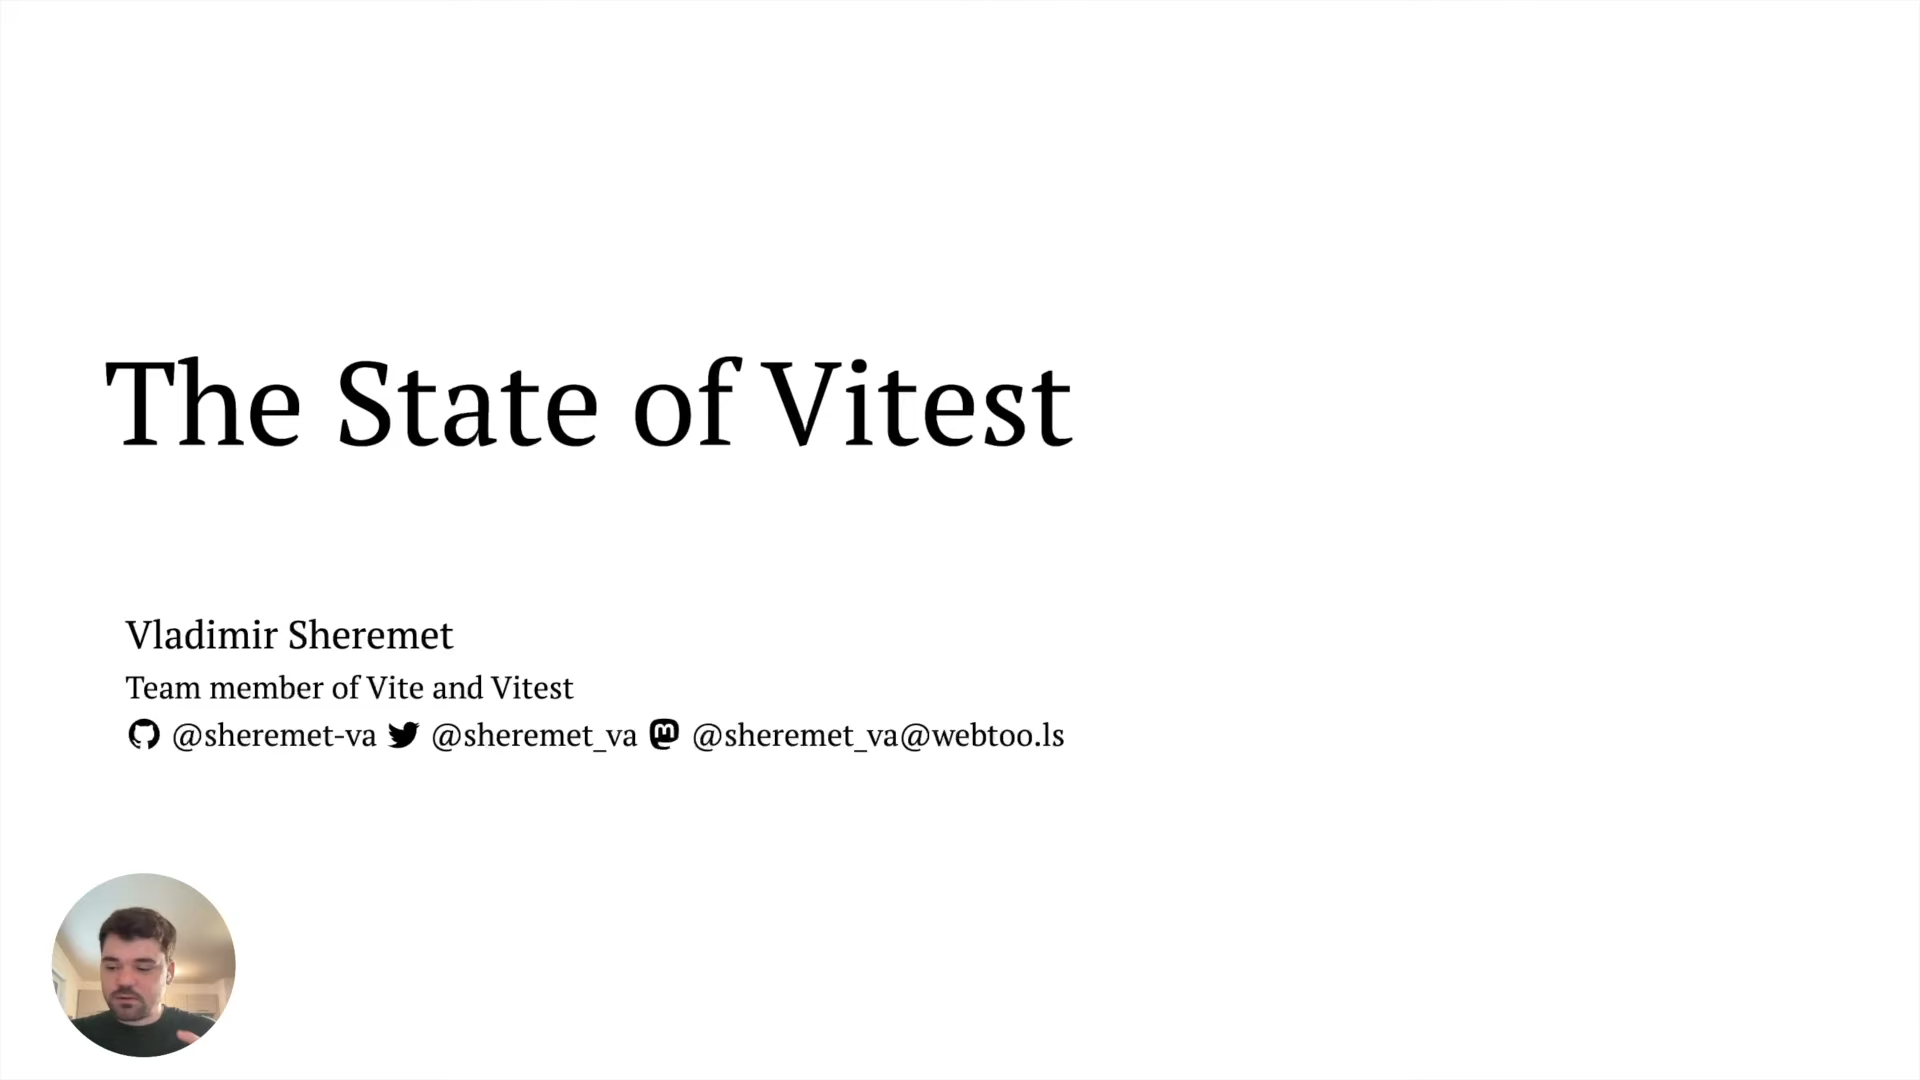 The State of Vitest
Vladimir Sheremet
Team member of Vite and Vitest
@sheremet-va @sheremet_va @sheremet_va@webtoo.ls